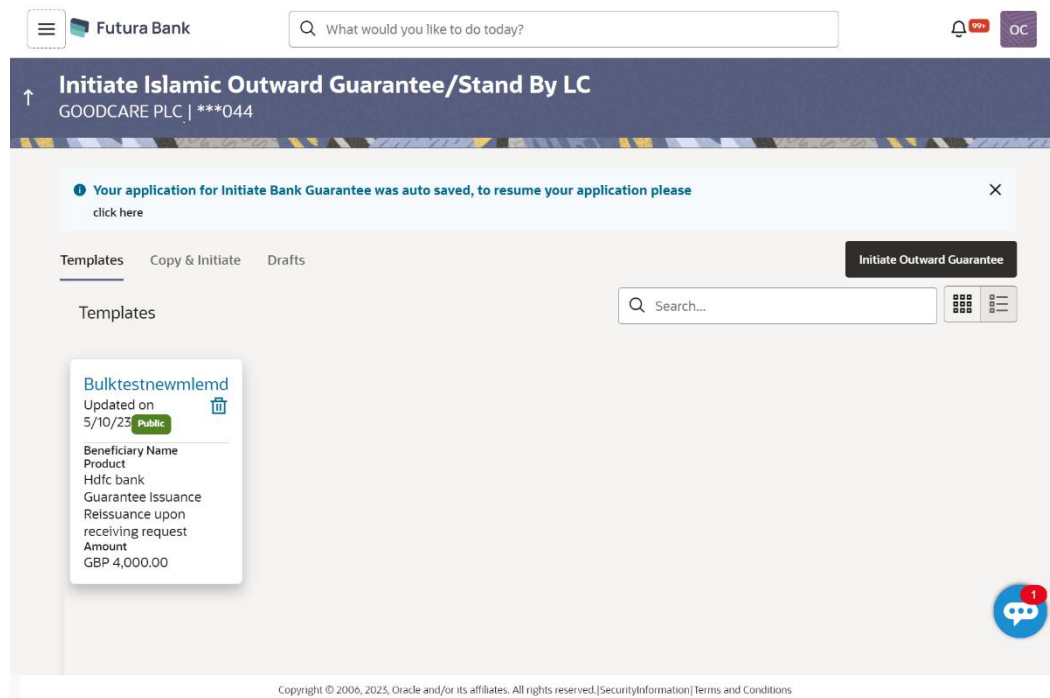 Futura Bank
What would you like to do today?
99+
OC
Initiate Islamic Outward Guarantee/Stand By LC
GOODCARE PLC | ***044
Your application for Initiate Bank Guarantee was auto saved, to resume your application please
click here
Templates Copy & Initiate Drafts
Initiate Outward Guarantee
Templates
Search...
Bulktestnewmlemd
Updated on
5/10/23 Public
Beneficiary Name
Product
Hdfc bank
Guarantee Issuance
Reissuance upon
receiving request
Amount
GBP 4,000.00
1
Copyright © 2006, 2023, Oracle and/or its affiliates. All rights reserved.|SecurityInformation|Terms and Conditions